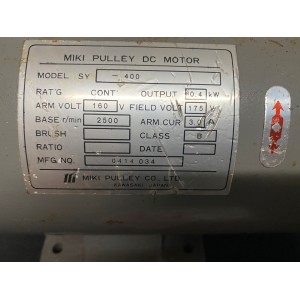 MIKI PULLEY DC MOTOR
MODEL SY - 400
RAT'G CONT OUTPUT 0.4 kW
ARM VOLT 160 V FIELD VOLT 175 V
BASE r/min 2500 ARM CUR 3.0 A
BRUSH CLASS B
RATIO DATE
MFG NO. 0414 034
MIKI PULLEY CO., LTD.
KAWASAKI JAPAN